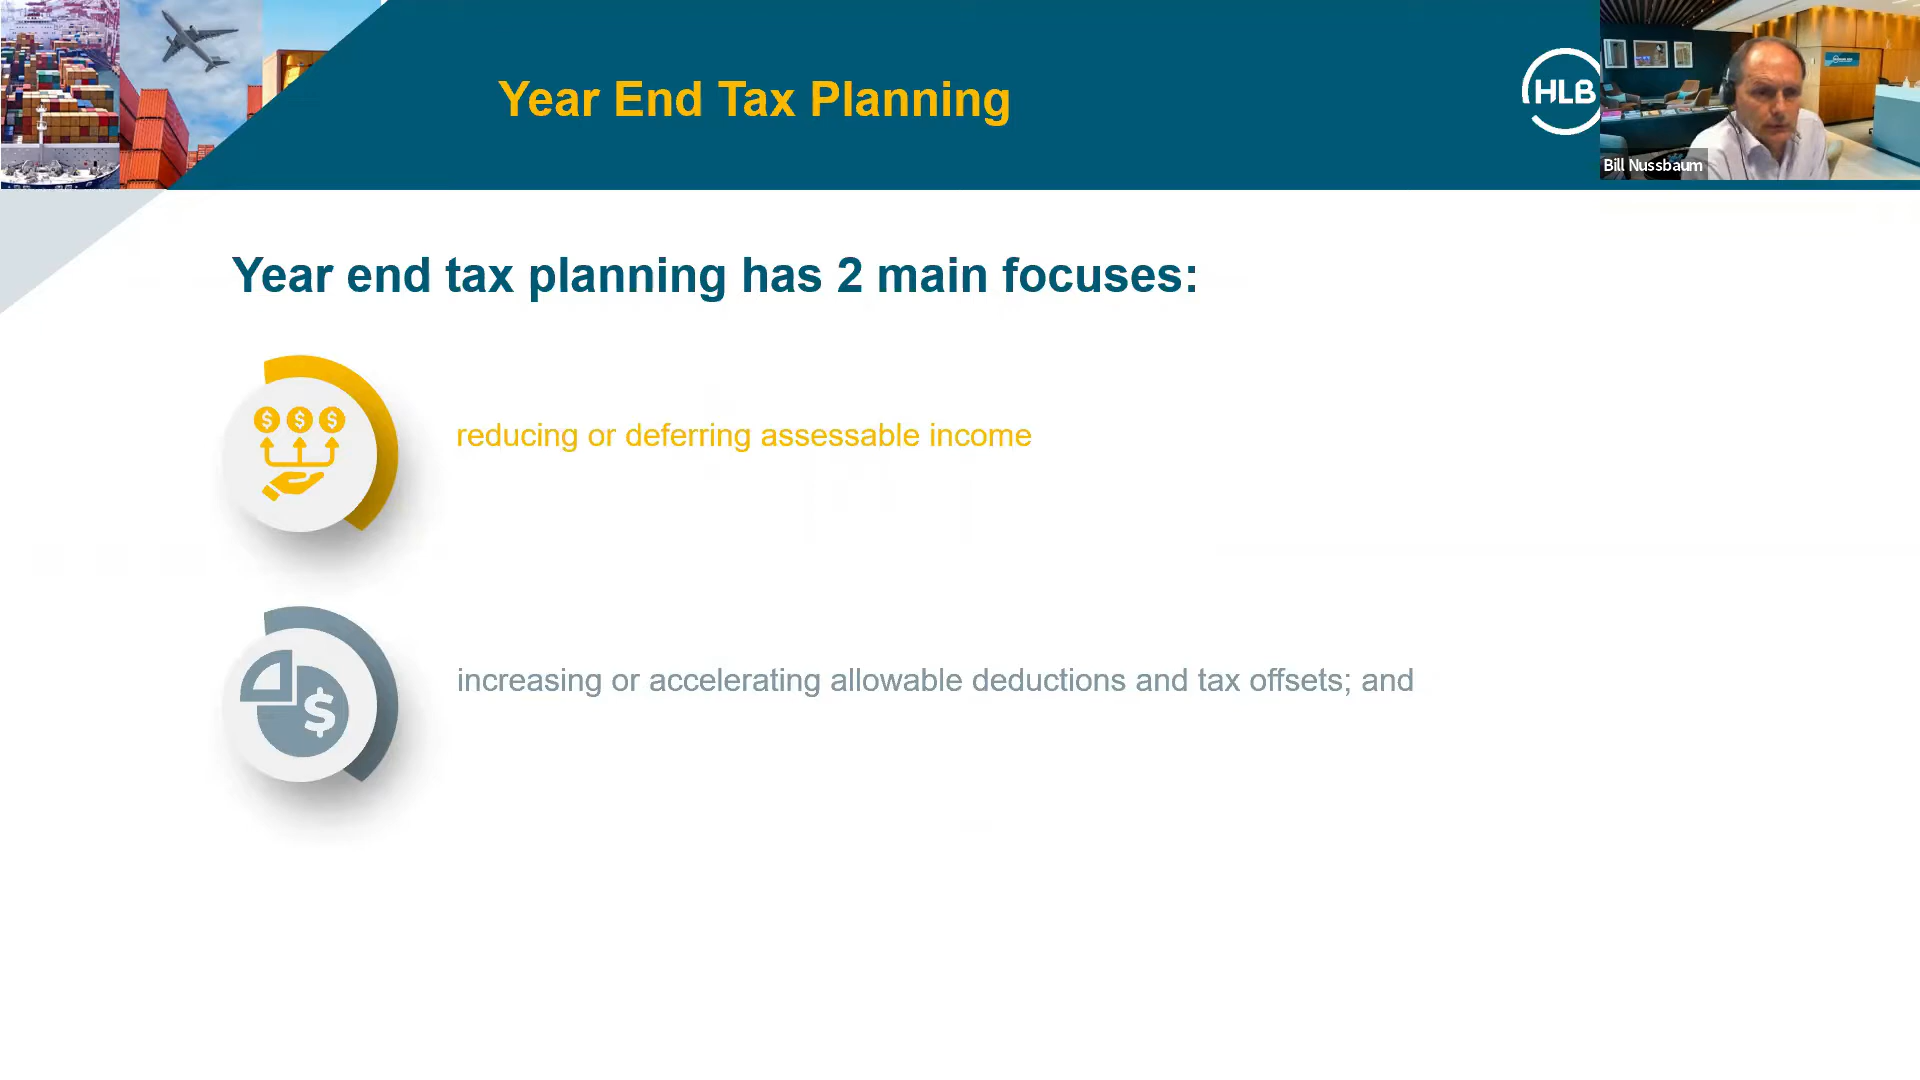 Year End Tax Planning
HLB
Bill Nussbaum
Year end tax planning has 2 main focuses:
$ $ $
reducing or deferring assessable income
$
increasing or accelerating allowable deductions and tax offsets; and